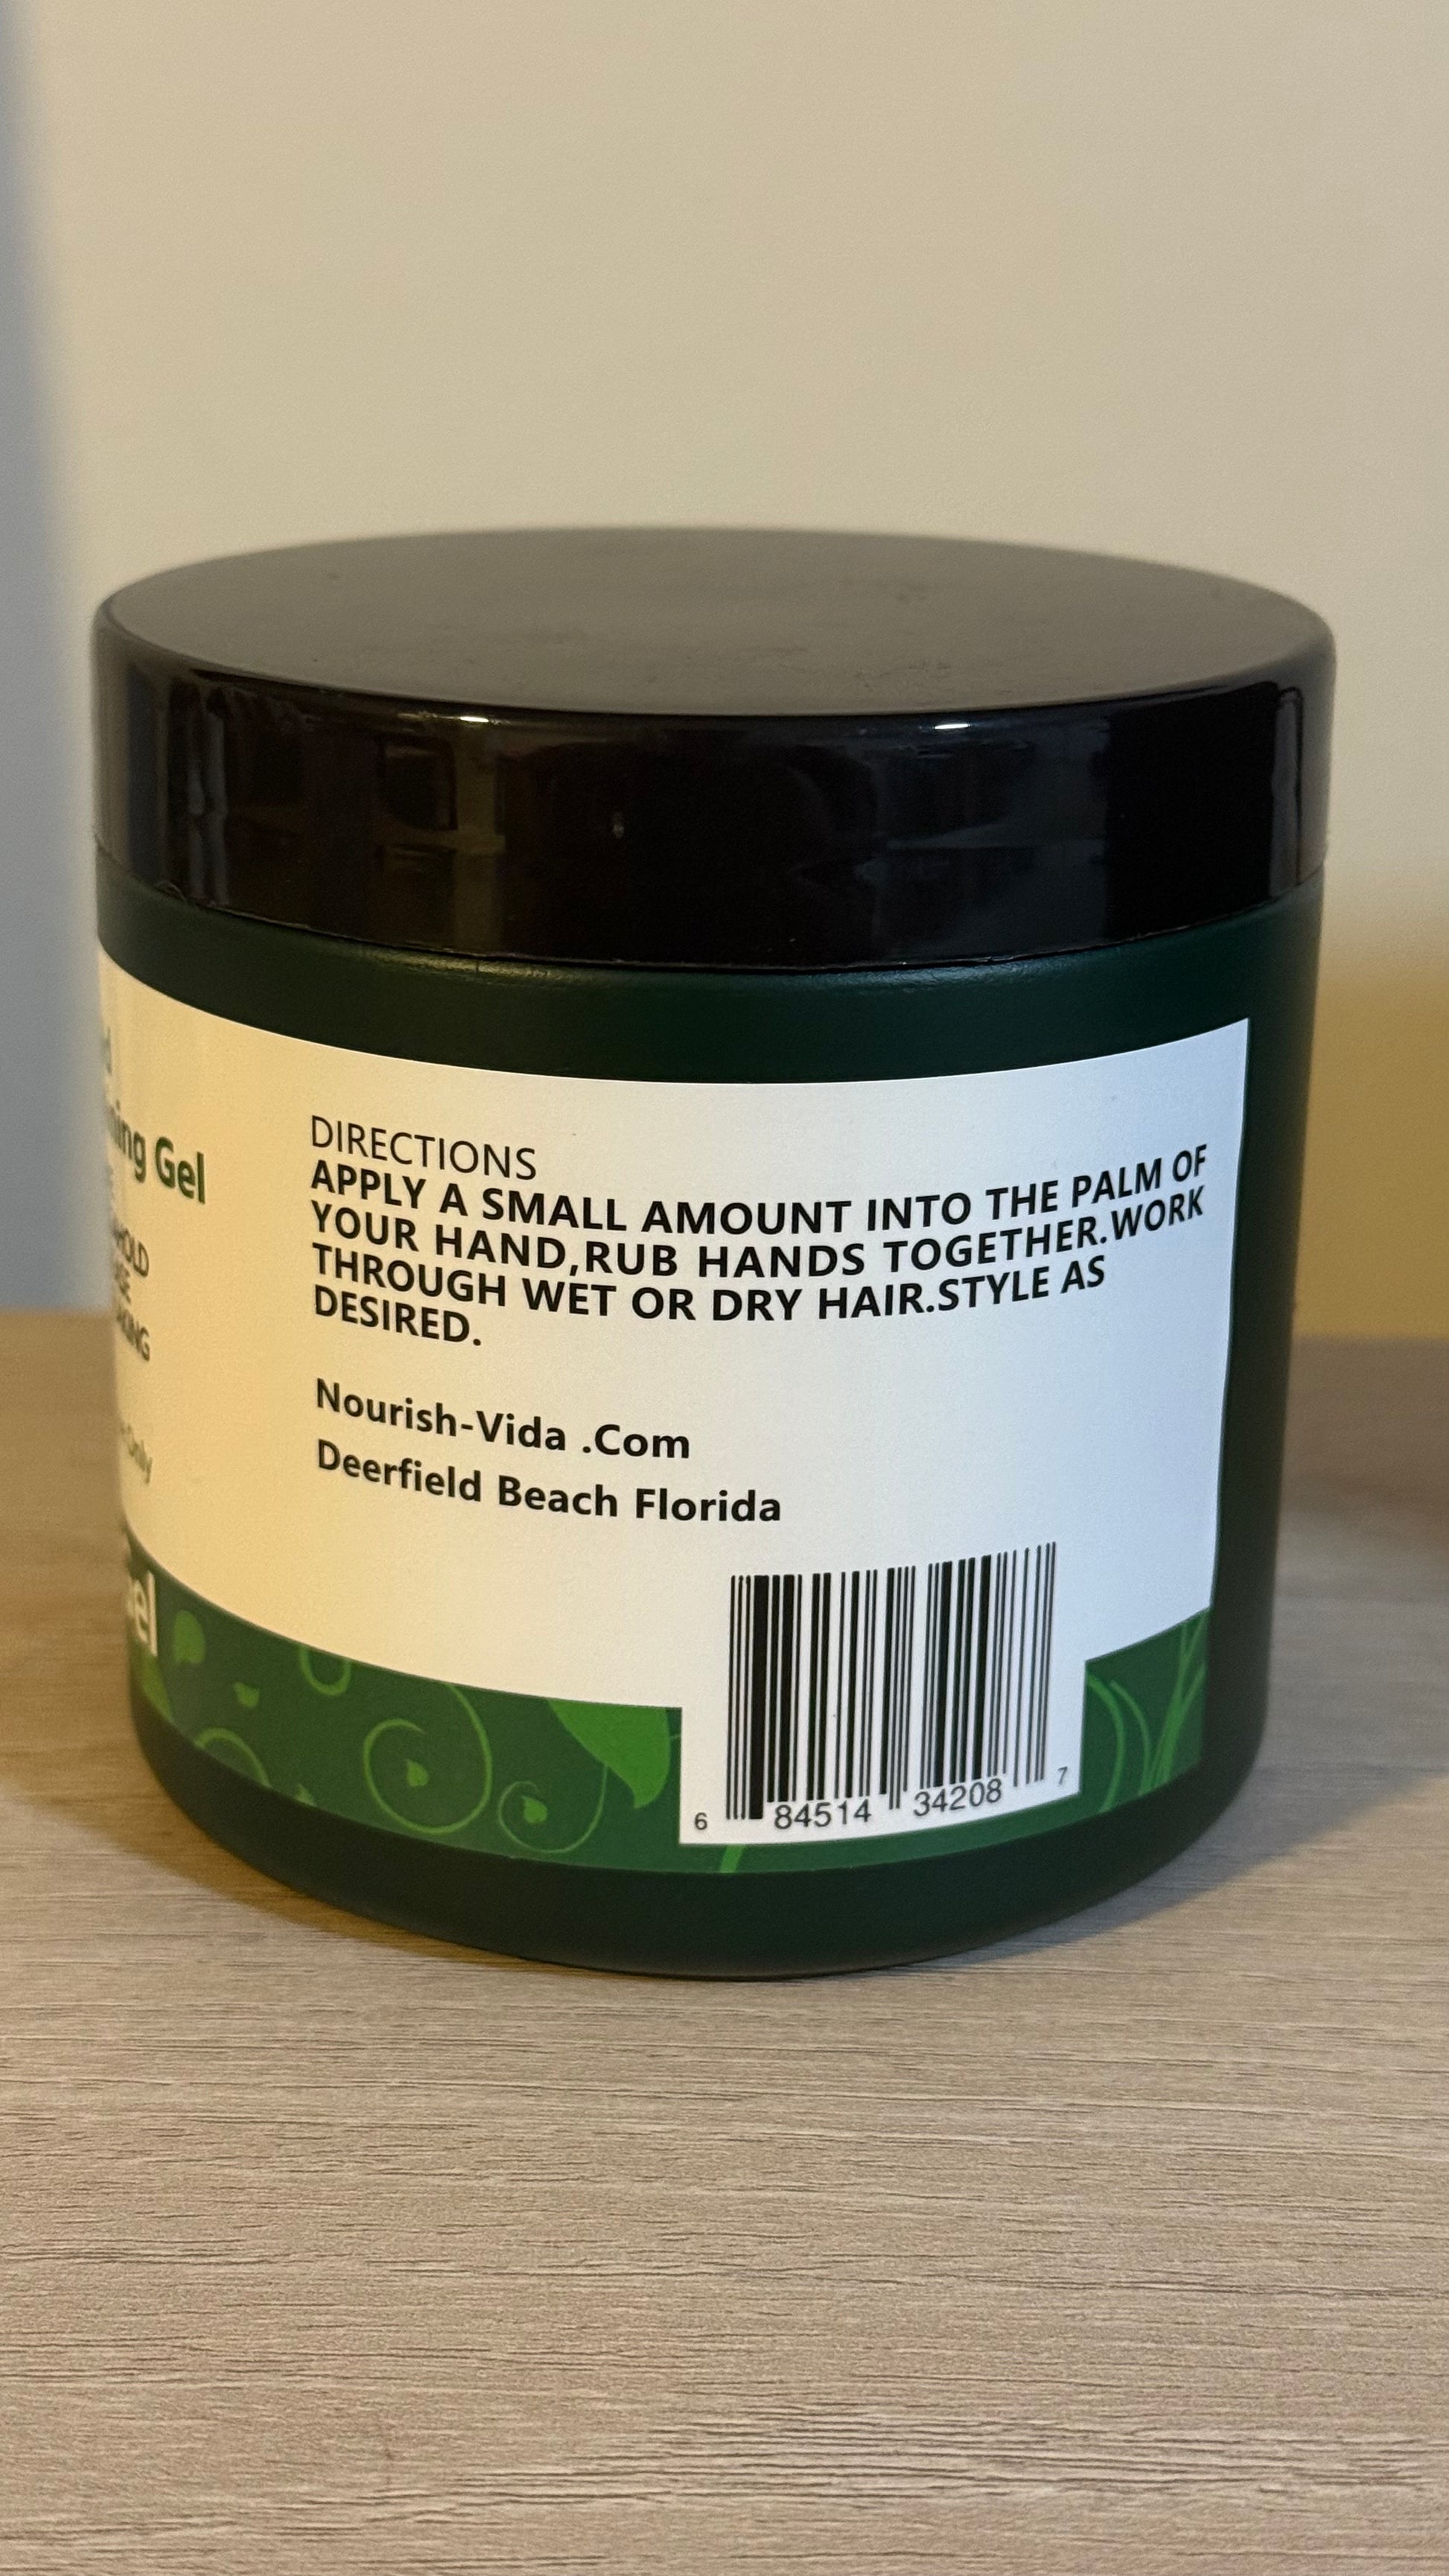 Gel
DIRECTIONS
APPLY A SMALL AMOUNT INTO THE PALM OF
YOUR HAND,RUB HANDS TOGETHER.WORK
THROUGH WET OR DRY HAIR.STYLE AS
DESIRED.
Nourish-Vida .Com
Deerfield Beach Florida
6 84514 34208 7